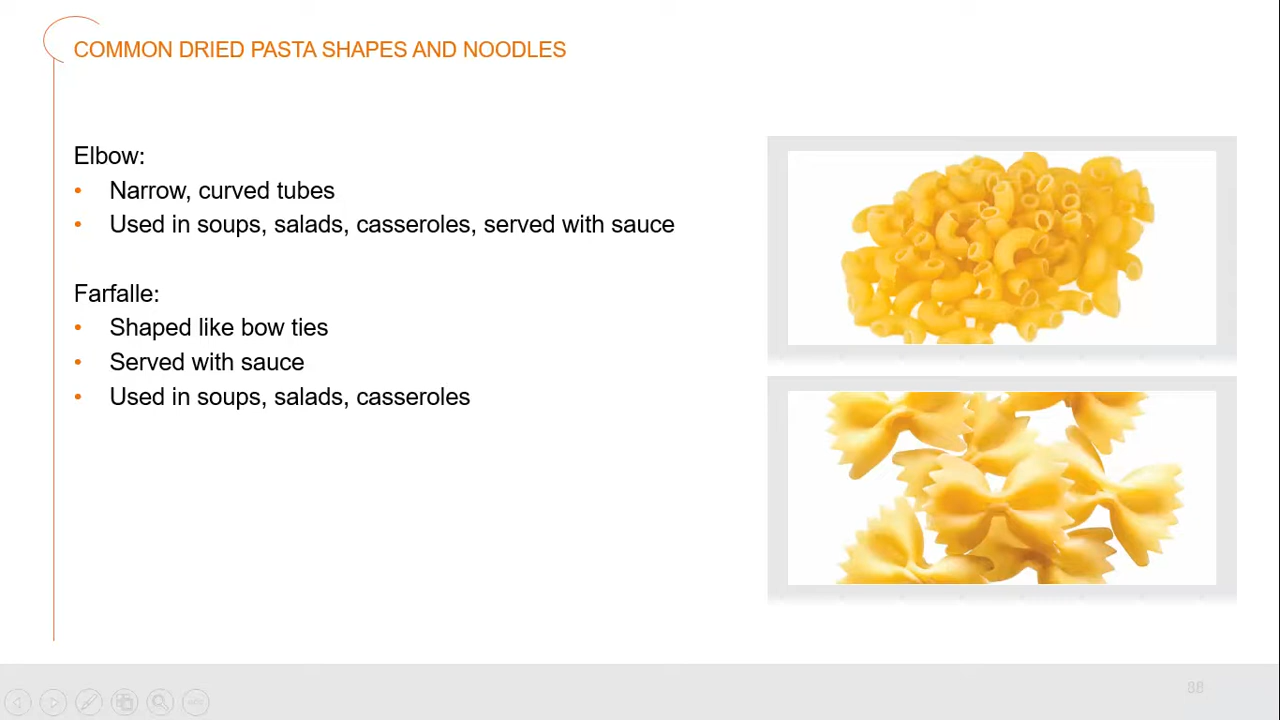 COMMON DRIED PASTA SHAPES AND NOODLES
Elbow:
• Narrow, curved tubes
• Used in soups, salads, casseroles, served with sauce
Farfalle:
• Shaped like bow ties
• Served with sauce
• Used in soups, salads, casseroles